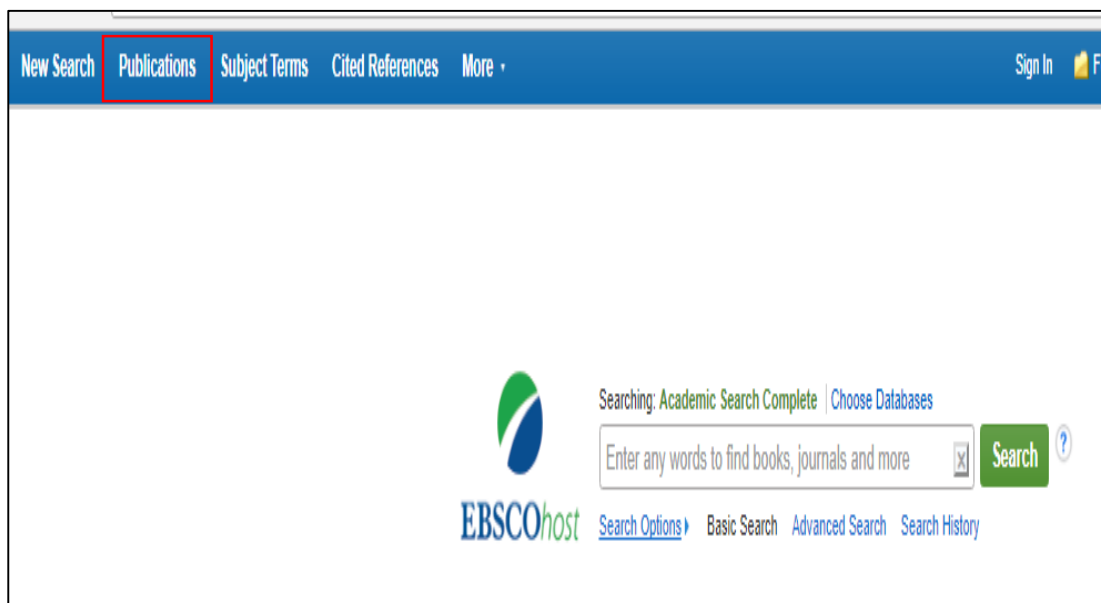 New Search Publications Subject Terms Cited References More Sign In F
Searching: Academic Search Complete Choose Databases
Enter any words to find books, journals and more x Search ?
EBSCOhost
Search Options Basic Search Advanced Search Search History